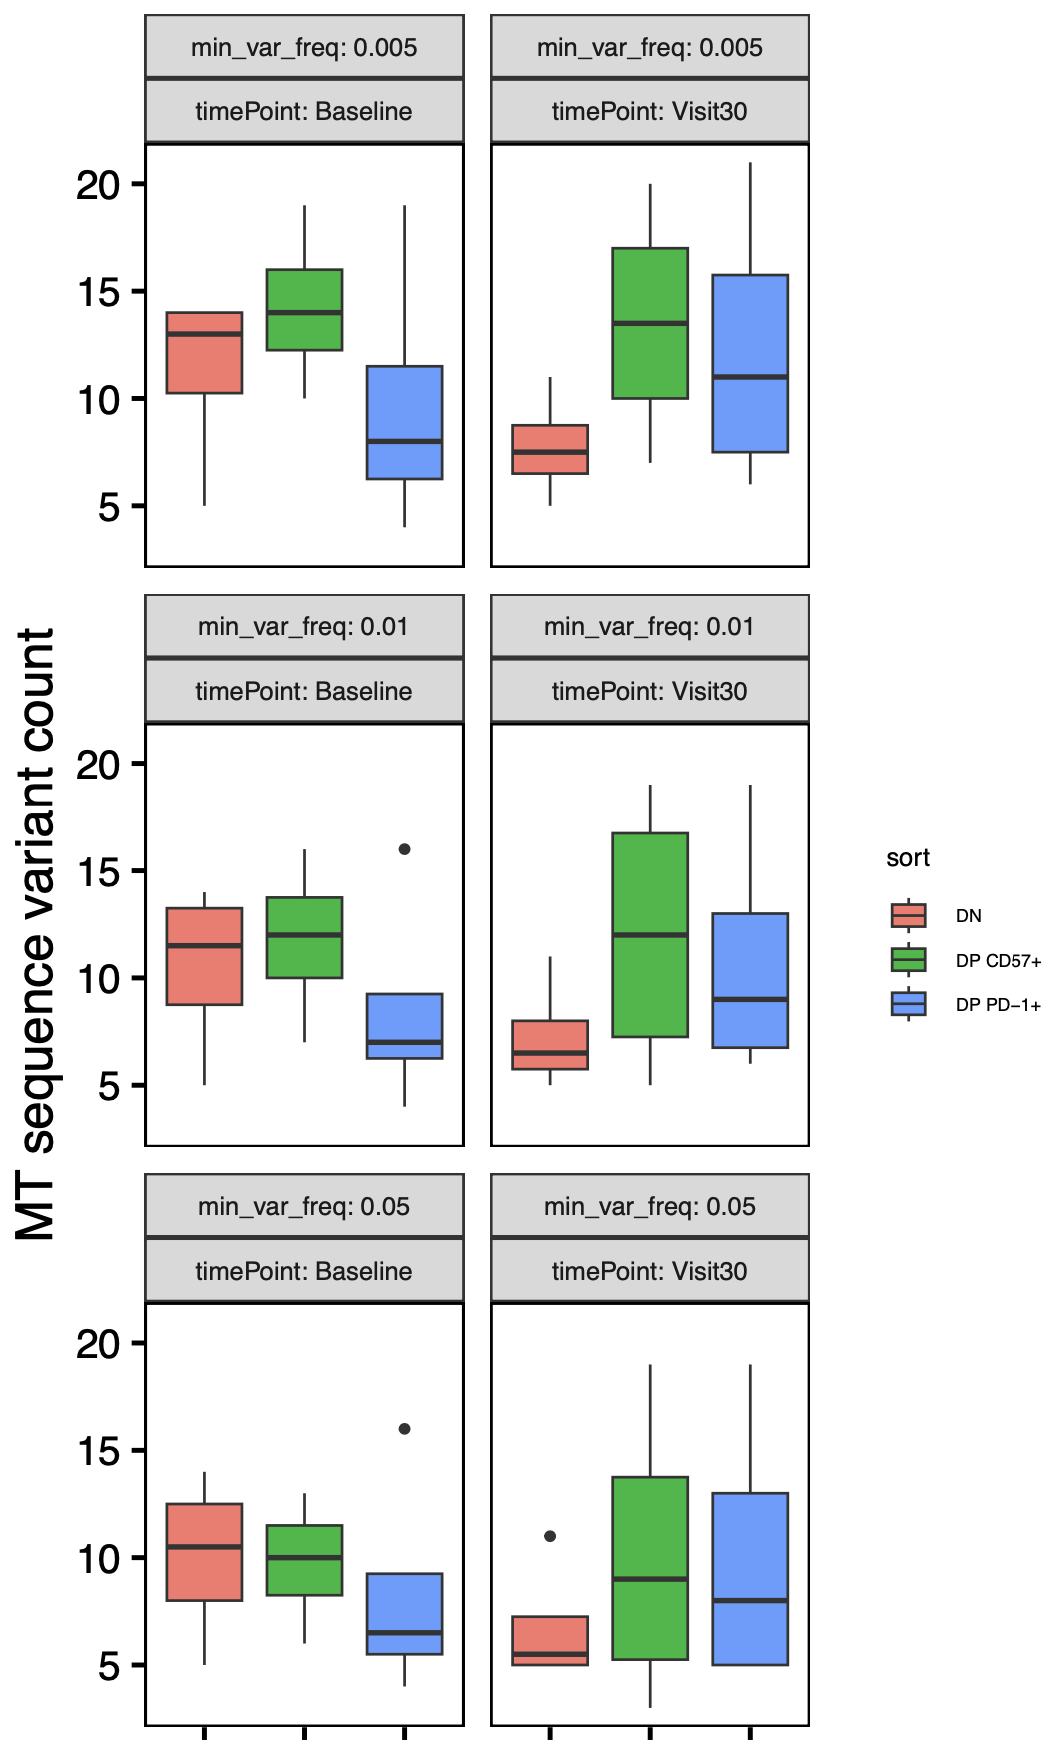 min_var_freq: 0.005
min_var_freq: 0.005
timePoint: Baseline
timePoint: Visit30
20
15
10
5
min_var_freq: 0.01
min_var_freq: 0.01
timePoint: Baseline
timePoint: Visit30
20
15
10
5
MT sequence variant count
sort
DN
DP CD57+
DP PD−1+
min_var_freq: 0.05
min_var_freq: 0.05
timePoint: Baseline
timePoint: Visit30
20
15
10
5